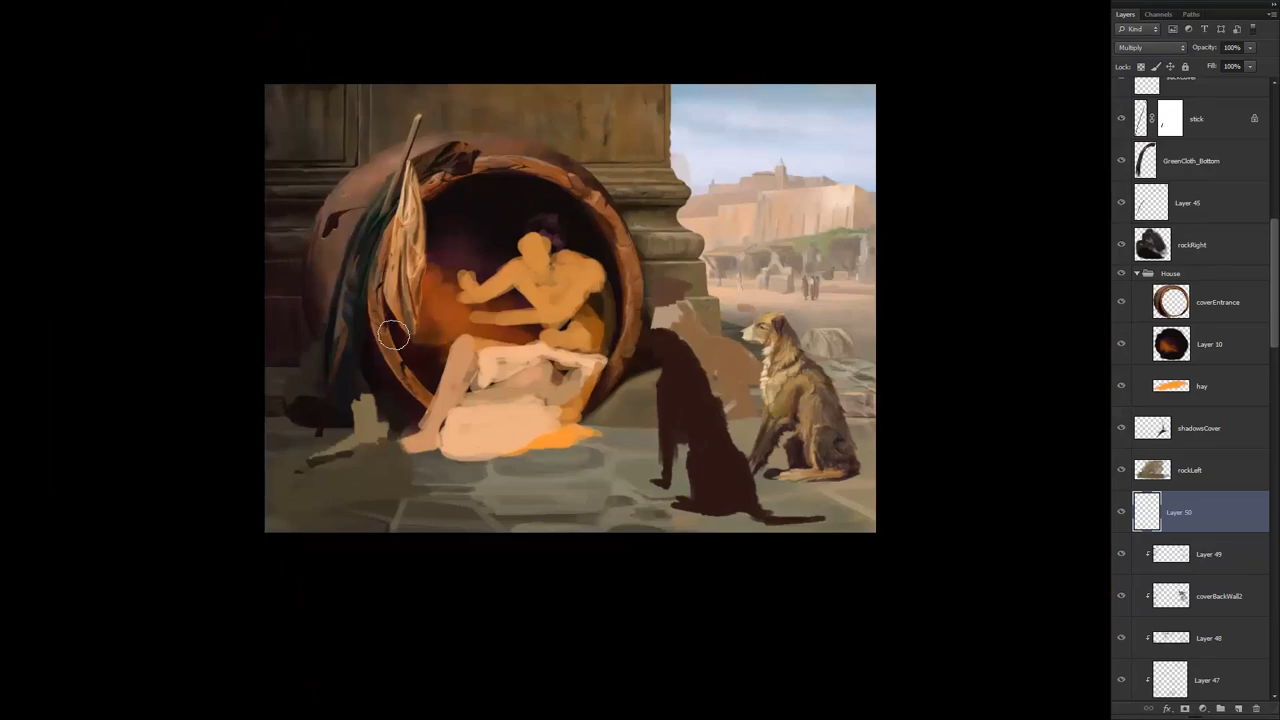 Layers Channels Paths
Kind
Multiply Opacity: 100%
Lock: Fill: 100%
stick
GreenCloth_Bottom
Layer 45
rockRight
House
coverEntrance
Layer 10
hay
shadowsCover
rockLeft
Layer 50
Layer 49
coverBackWall2
Layer 48
Layer 47